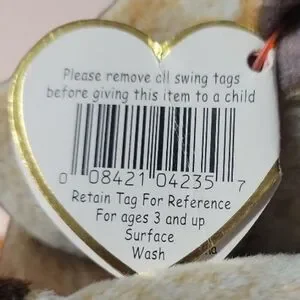 Please remove all swing tags
before giving this item to a child
0 08421 04235 7
Retain Tag For Reference
For ages 3 and up
Surface
Wash